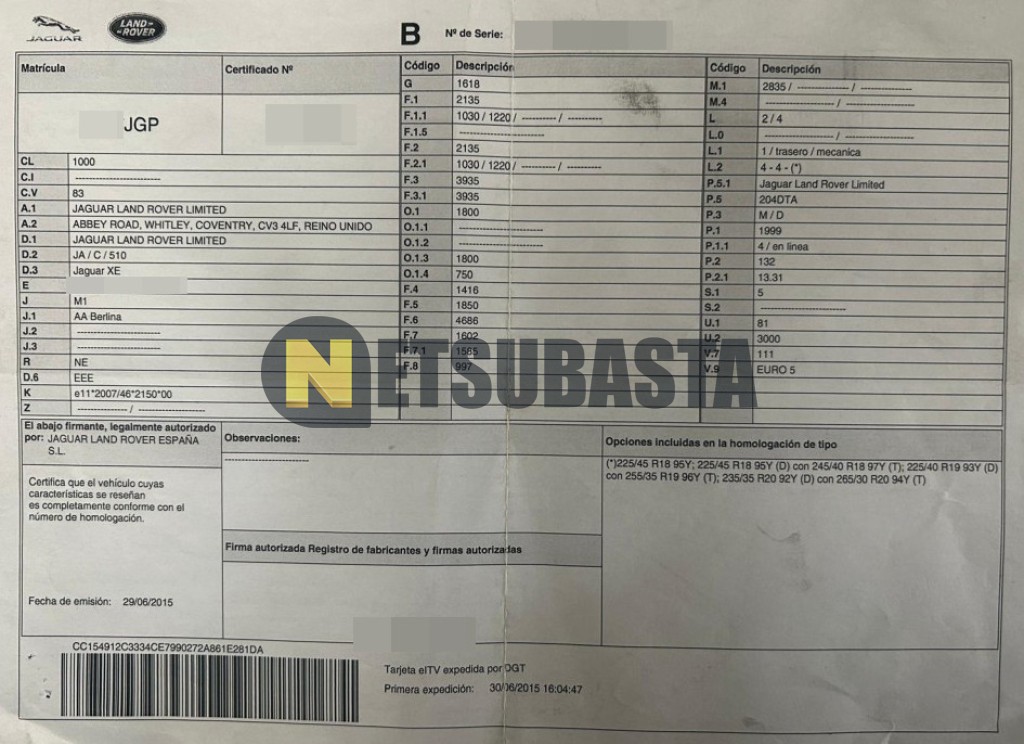 JAGUAR
LAND-ROVER
B
Nº de Serie:
Matrícula
Certificado Nº
JGP
CL 1000
C.I --------------------------
C.V 83
A.1 JAGUAR LAND ROVER LIMITED
A.2 ABBEY ROAD, WHITLEY, COVENTRY, CV3 4LF, REINO UNIDO
D.1 JAGUAR LAND ROVER LIMITED
D.2 JA / C / 510
D.3 Jaguar XE
E
J M1
J.1 AA Berlina
J.2 --------------------------
J.3 --------------------------
R NE
D.6 EEE
K e11*2007/46*2150*00
Z --------------- / --------------------
Código Descripción
G 1618
F.1 2135
F.1.1 1030 / 1220 / ---------- / ----------
F.1.5 --------------------------
F.2 2135
F.2.1 1030 / 1220 / ---------- / ----------
F.3 3935
F.3.1 3935
O.1 1800
O.1.1 --------------------------
O.1.2 --------------------------
O.1.3 1800
O.1.4 750
F.4 1416
F.5 1850
F.6 4686
F.7 1602
F.7.1 1565
F.8 997
Código Descripción
M.1 2835 / --------------- / ---------------
M.4 -------------------- / --------------------
L 2 / 4
L.0 -------------------- / --------------------
L.1 1 / trasero / mecanica
L.2 4 - 4 - (*)
P.5.1 Jaguar Land Rover Limited
P.5 204DTA
P.3 M / D
P.1 1999
P.1.1 4 / en linea
P.2 132
P.2.1 13.31
S.1 5
S.2 --------------------------
U.1 81
U.2 3000
V.7 111
V.9 EURO 5
NETSUBASTA
El abajo firmante, legalmente autorizado
por: JAGUAR LAND ROVER ESPAÑA
S.L.
Certifica que el vehículo cuyas
características se reseñan
es completamente conforme con el
número de homologación.
Fecha de emisión: 29/06/2015
Observaciones:
--------------------------
Firma autorizada Registro de fabricantes y firmas autorizadas
Opciones incluidas en la homologación de tipo
(*)225/45 R18 95Y; 225/45 R18 95Y (D) con 245/40 R18 97Y (T); 225/40 R19 93Y (D)
con 255/35 R19 96Y (T); 235/35 R20 92Y (D) con 265/30 R20 94Y (T)
CC154912C3334CE7990272A861E281DA
Tarjeta eITV expedida por DGT
Primera expedición: 30/06/2015 16:04:47